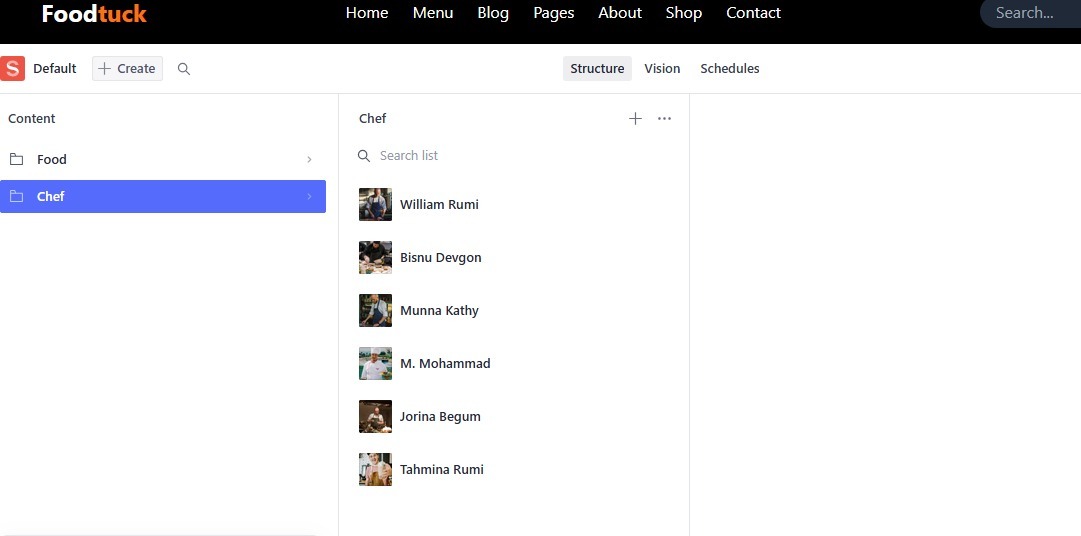 Foodtuck Home Menu Blog Pages About Shop Contact Search...
S Default + Create Structure Vision Schedules
Content
Food
Chef
Chef
Search list
William Rumi
Bisnu Devgon
Munna Kathy
M. Mohammad
Jorina Begum
Tahmina Rumi